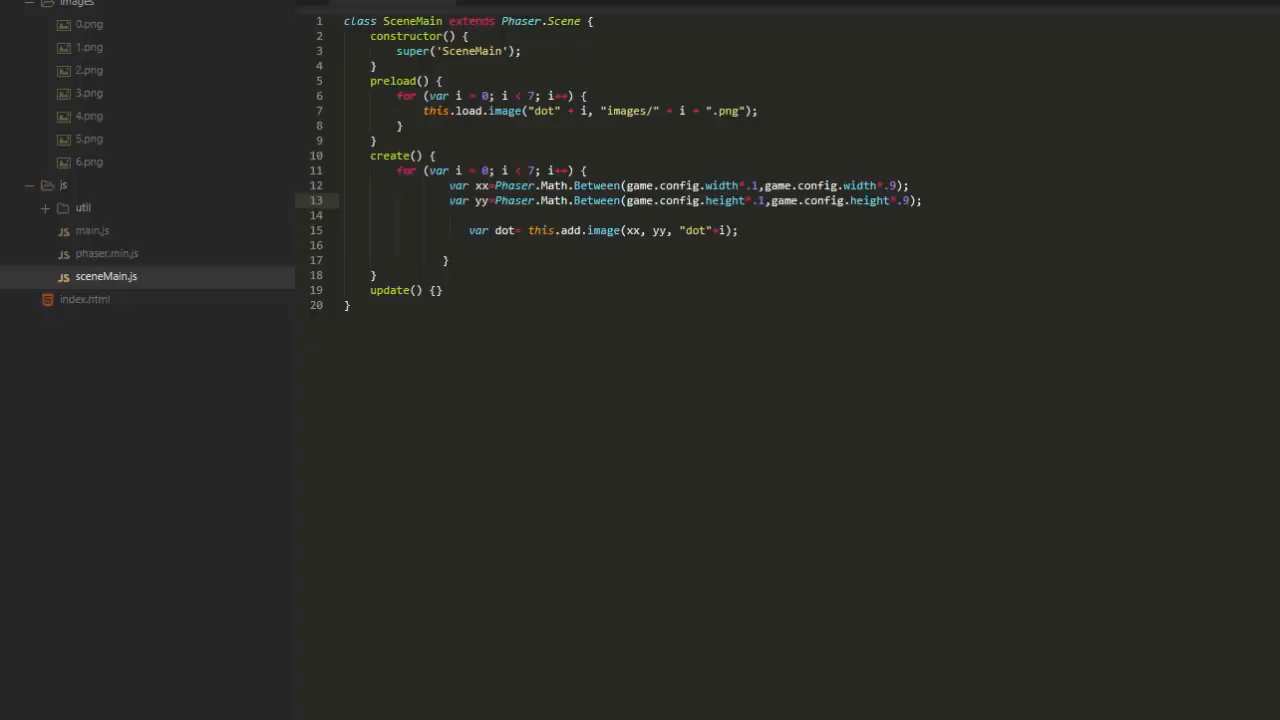 images
0.png
1.png
2.png
3.png
4.png
5.png
6.png
js
util
main.js
JS phaser.min.js
JS sceneMain.js
index.html
1 class SceneMain extends Phaser.Scene {
2 constructor() {
3 super('SceneMain');
4 }
5 preload() {
6 for (var i = 0; i < 7; i++) {
7 this.load.image("dot" + i, "images/" + i + ".png");
8 }
9 }
10 create() {
11 for (var i = 0; i < 7; i++) {
12 var xx=Phaser.Math.Between(game.config.width*.1,game.config.width*.9);
13 var yy=Phaser.Math.Between(game.config.height*.1,game.config.height*.9);
14
15 var dot= this.add.image(xx, yy, "dot"+i);
16
17 }
18 }
19 update() {}
20 }